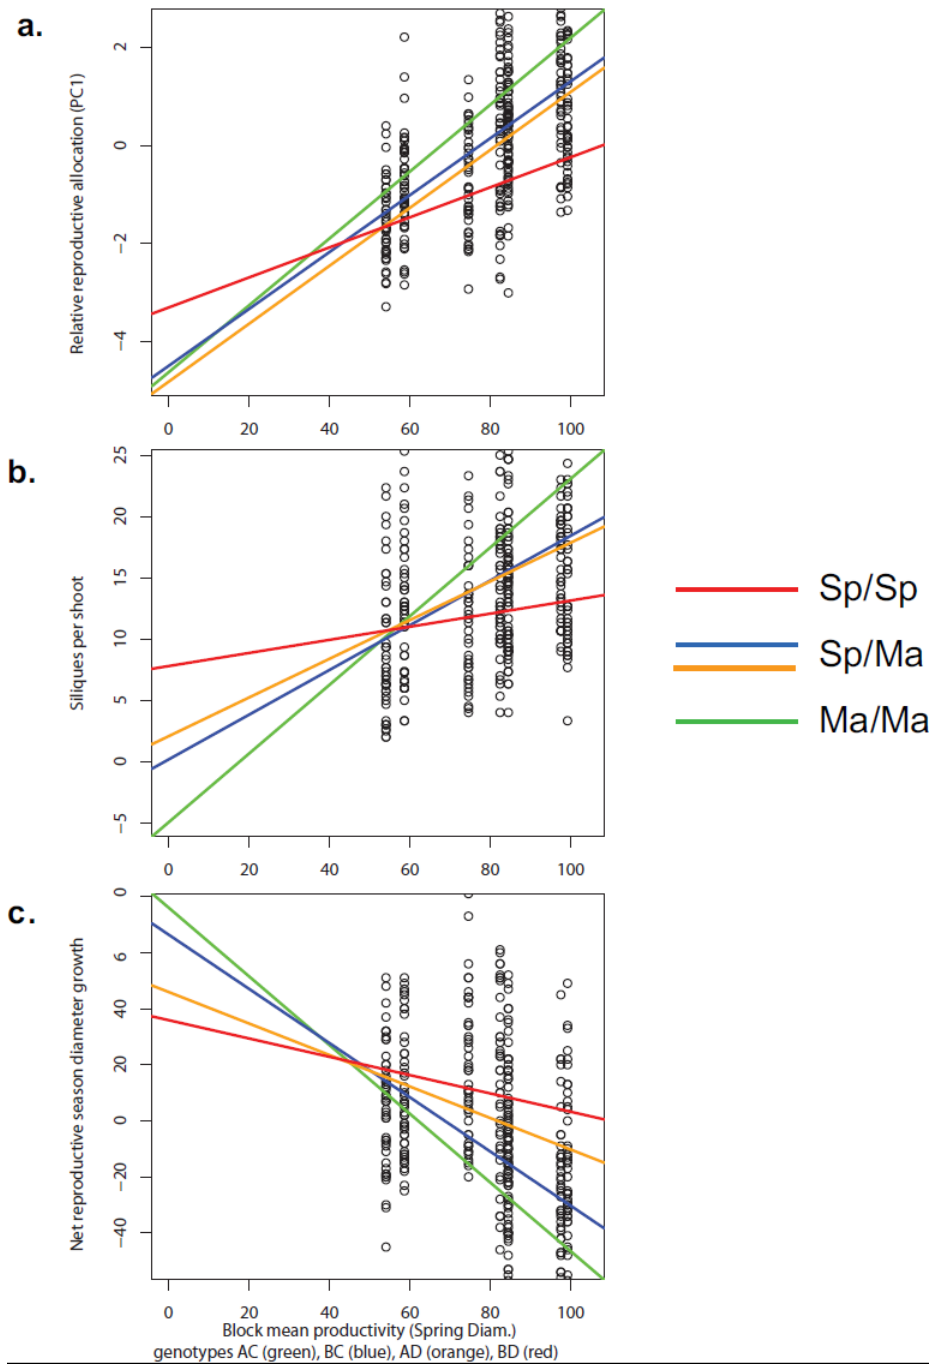 a.
Relative reproductive allocation (PC1)
2
0
−2
−4
0 20 40 60 80 100
b.
Siliques per shoot
25
20
15
10
5
0
−5
0 20 40 60 80 100
Sp/Sp
Sp/Ma
Ma/Ma
c.
Net reproductive season diameter growth
0
6
40
20
0
−20
−40
0 20 40 60 80 100
Block mean productivity (Spring Diam.)
genotypes AC (green), BC (blue), AD (orange), BD (red)